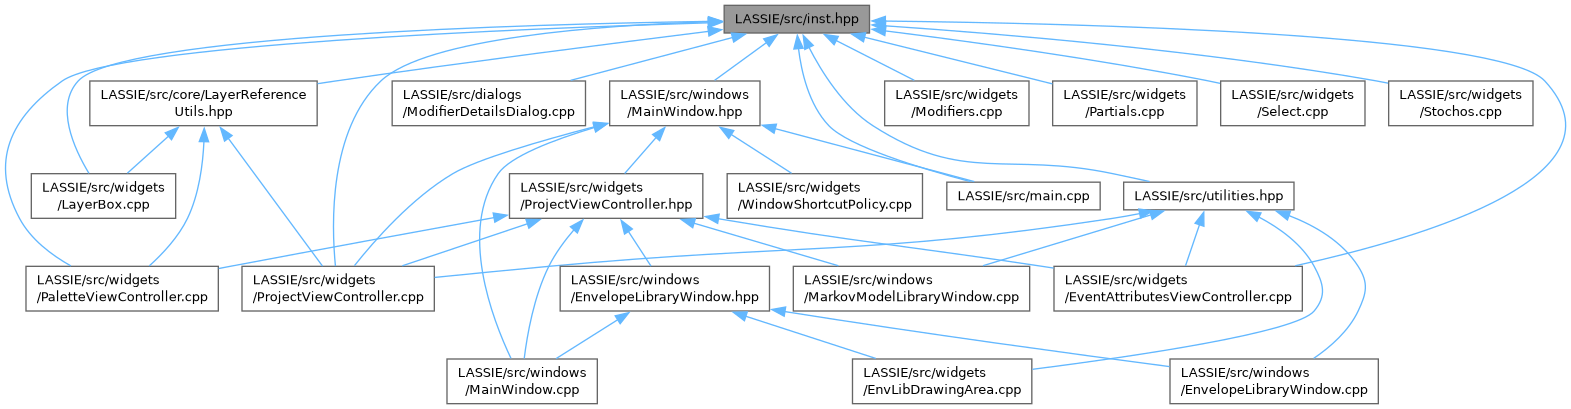 LASSIE/src/inst.hpp
LASSIE/src/core/LayerReference
Utils.hpp
LASSIE/src/dialogs
/ModifierDetailsDialog.cpp
LASSIE/src/windows
/MainWindow.hpp
LASSIE/src/widgets
/Modifiers.cpp
LASSIE/src/widgets
/Partials.cpp
LASSIE/src/widgets
/Select.cpp
LASSIE/src/widgets
/Stochos.cpp
LASSIE/src/widgets
/LayerBox.cpp
LASSIE/src/widgets
/ProjectViewController.hpp
LASSIE/src/widgets
/WindowShortcutPolicy.cpp
LASSIE/src/main.cpp
LASSIE/src/utilities.hpp
LASSIE/src/widgets
/PaletteViewController.cpp
LASSIE/src/widgets
/ProjectViewController.cpp
LASSIE/src/windows
/EnvelopeLibraryWindow.hpp
LASSIE/src/windows
/MarkovModelLibraryWindow.cpp
LASSIE/src/widgets
/EventAttributesViewController.cpp
LASSIE/src/windows
/MainWindow.cpp
LASSIE/src/widgets
/EnvLibDrawingArea.cpp
LASSIE/src/windows
/EnvelopeLibraryWindow.cpp